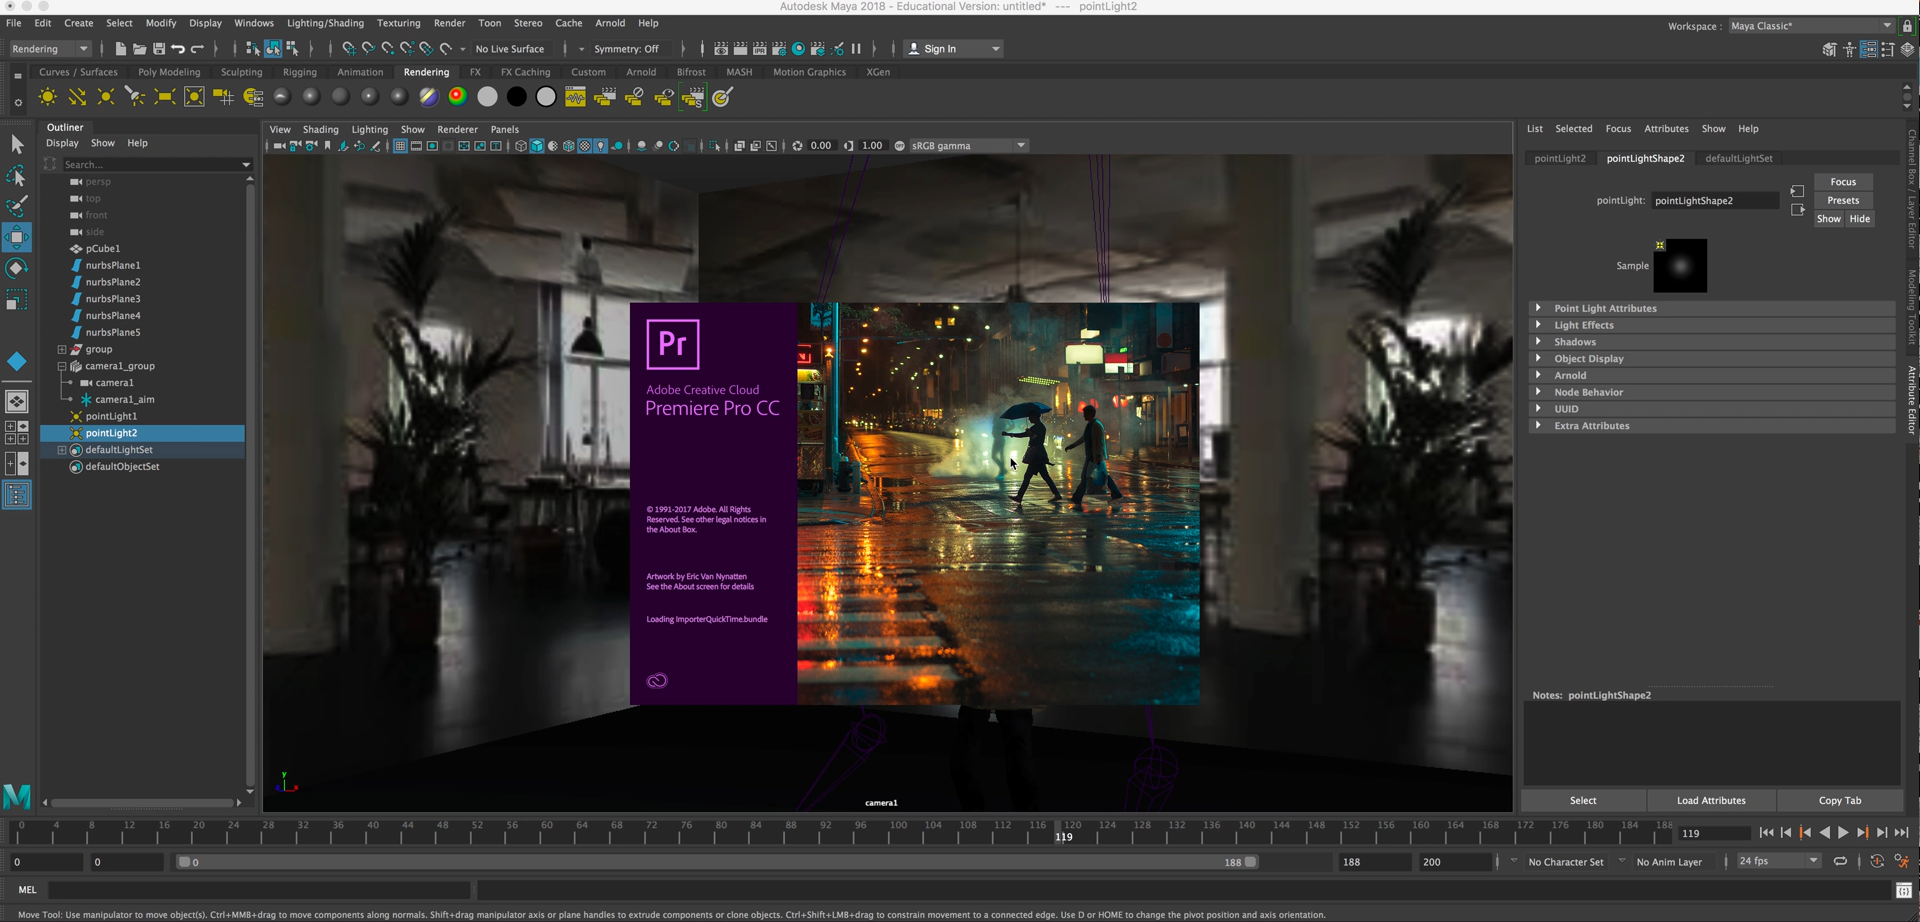 Autodesk Maya 2018 - Educational Version: untitled* --- pointLight2
File Edit Create Select Modify Display Windows Lighting/Shading Texturing Render Toon Stereo Cache Arnold Help
Workspace : Maya Classic*
Rendering No Live Surface Symmetry: Off Sign In
Curves / Surfaces Poly Modeling Sculpting Rigging Animation Rendering FX FX Caching Custom Arnold Bifrost MASH Motion Graphics XGen
Outliner
Display Show Help
Search...
persp
top
front
side
pCube1
nurbsPlane1
nurbsPlane2
nurbsPlane3
nurbsPlane4
nurbsPlane5
group
camera1_group
camera1
camera1_aim
pointLight1
pointLight2
defaultLightSet
defaultObjectSet
View Shading Lighting Show Renderer Panels
0.00 1.00 sRGB gamma
Pr
Adobe Creative Cloud
Premiere Pro CC
© 1991-2017 Adobe. All Rights
Reserved. See other legal notices in
the About Box.
Artwork by Eric Van Nynatten
See the About screen for details
Loading ImporterQuickTime.bundle
y
camera1
List Selected Focus Attributes Show Help
pointLight2 pointLightShape2 defaultLightSet
Focus
pointLight: pointLightShape2
Presets
Show Hide
Sample
Point Light Attributes
Light Effects
Shadows
Object Display
Arnold
Node Behavior
UUID
Extra Attributes
Notes: pointLightShape2
Select Load Attributes Copy Tab
Channel Box / Layer Editor
Modeling Toolkit
Attribute Editor
0 4 8 12 16 20 24 28 32 36 40 44 48 52 56 60 64 68 72 76 80 84 88 92 96 100 104 108 112 116 120 124 128 132 136 140 144 148 152 156 160 164 168 172 176 180 184 188
119
119
0 0 0 188 188 200 No Character Set No Anim Layer 24 fps
MEL
Move Tool: Use manipulator to move object(s). Ctrl+MMB+drag to move components along normals. Shift+drag manipulator axis or plane handles to extrude components or clone objects. Ctrl+Shift+LMB+drag to constrain movement to a connected edge. Use D or HOME to change the pivot position and axis orientation.